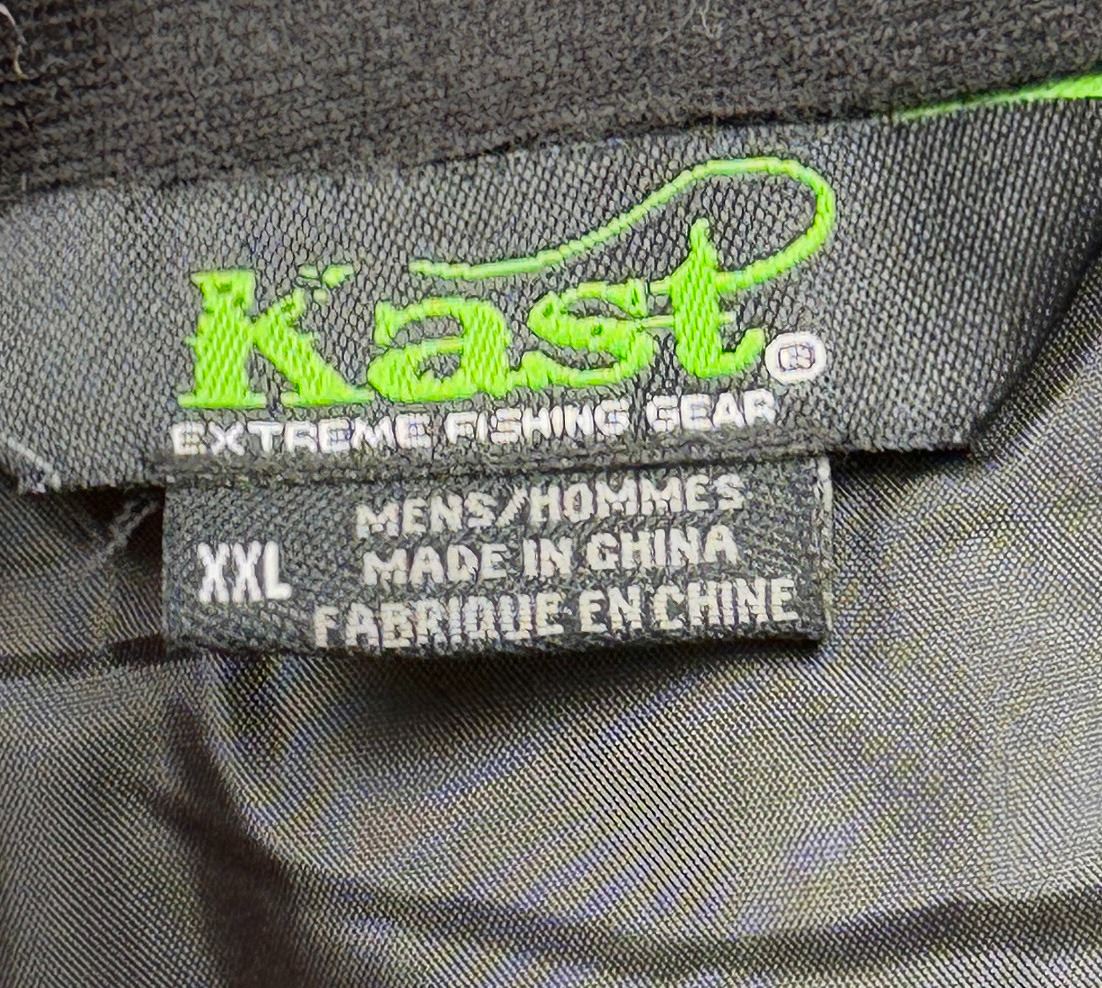 Kast®
EXTREME FISHING GEAR
MENS/HOMMES
XXL MADE IN CHINA
FABRIQUE EN CHINE